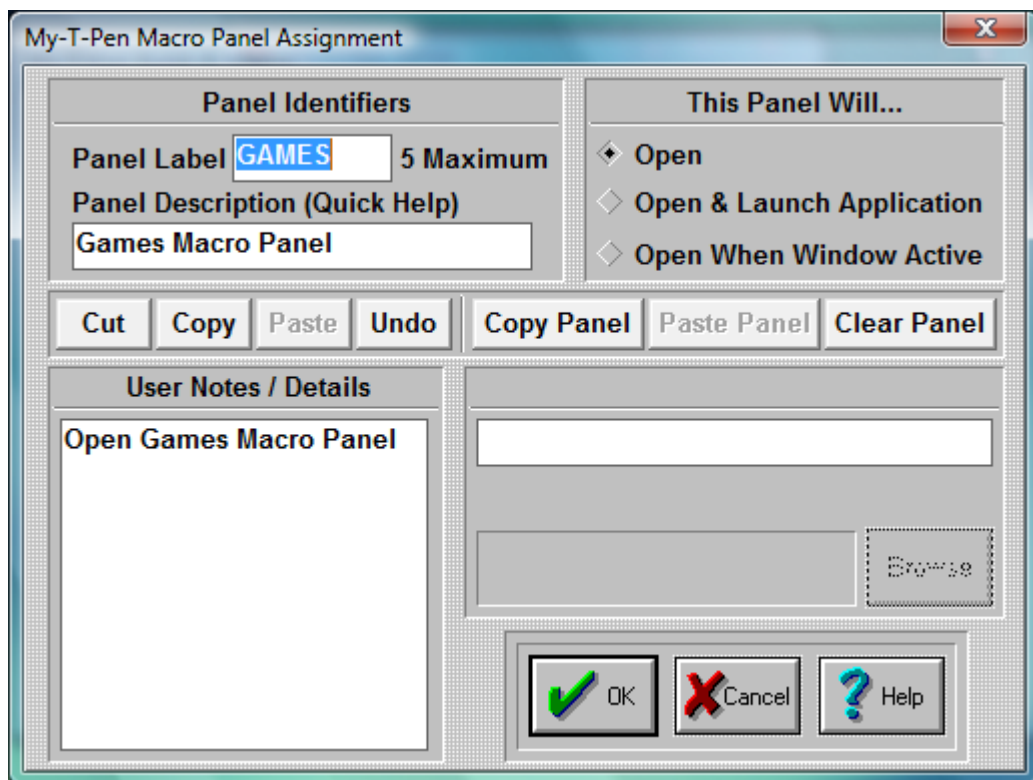 My-T-Pen Macro Panel Assignment
Panel Identifiers
Panel Label GAMES 5 Maximum
Panel Description (Quick Help)
Games Macro Panel
This Panel Will...
Open
Open & Launch Application
Open When Window Active
Cut Copy Paste Undo Copy Panel Paste Panel Clear Panel
User Notes / Details
Open Games Macro Panel
Browse
OK Cancel Help